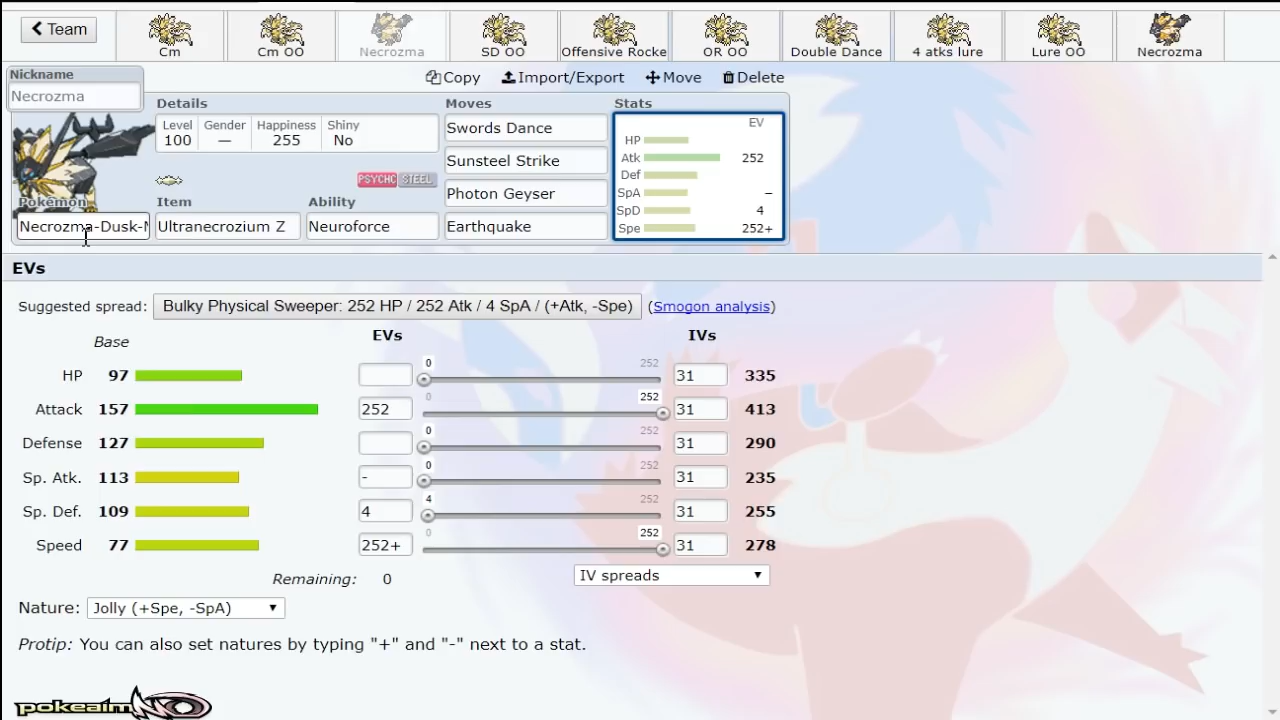 Team
Cm
Cm OO
Necrozma
SD OO
Offensive Rocke
OR OO
Double Dance
4 atks lure
Lure OO
Necrozma
Nickname
Necrozma
Copy
Import/Export
Move
Delete
Details
Moves
Stats
Level
Gender
Happiness
Shiny
100
—
255
No
PSYCHC
STEEL
Pokémon
Item
Ability
Necrozma-Dusk-M
Ultranecrozium Z
Neuroforce
Swords Dance
Sunsteel Strike
Photon Geyser
Earthquake
EV
HP
Atk 252
Def
SpA –
SpD 4
Spe 252+
EVs
Suggested spread: Bulky Physical Sweeper: 252 HP / 252 Atk / 4 SpA / (+Atk, -Spe) (Smogon analysis)
Base EVs IVs
HP 97 0 252 31 335
Attack 157 252 0 252 31 413
Defense 127 0 252 31 290
Sp. Atk. 113 - 0 252 31 235
Sp. Def. 109 4 4 252 31 255
Speed 77 252+ 0 252 31 278
Remaining: 0
IV spreads
Nature: Jolly (+Spe, -SpA)
Protip: You can also set natures by typing "+" and "-" next to a stat.
pokeaim